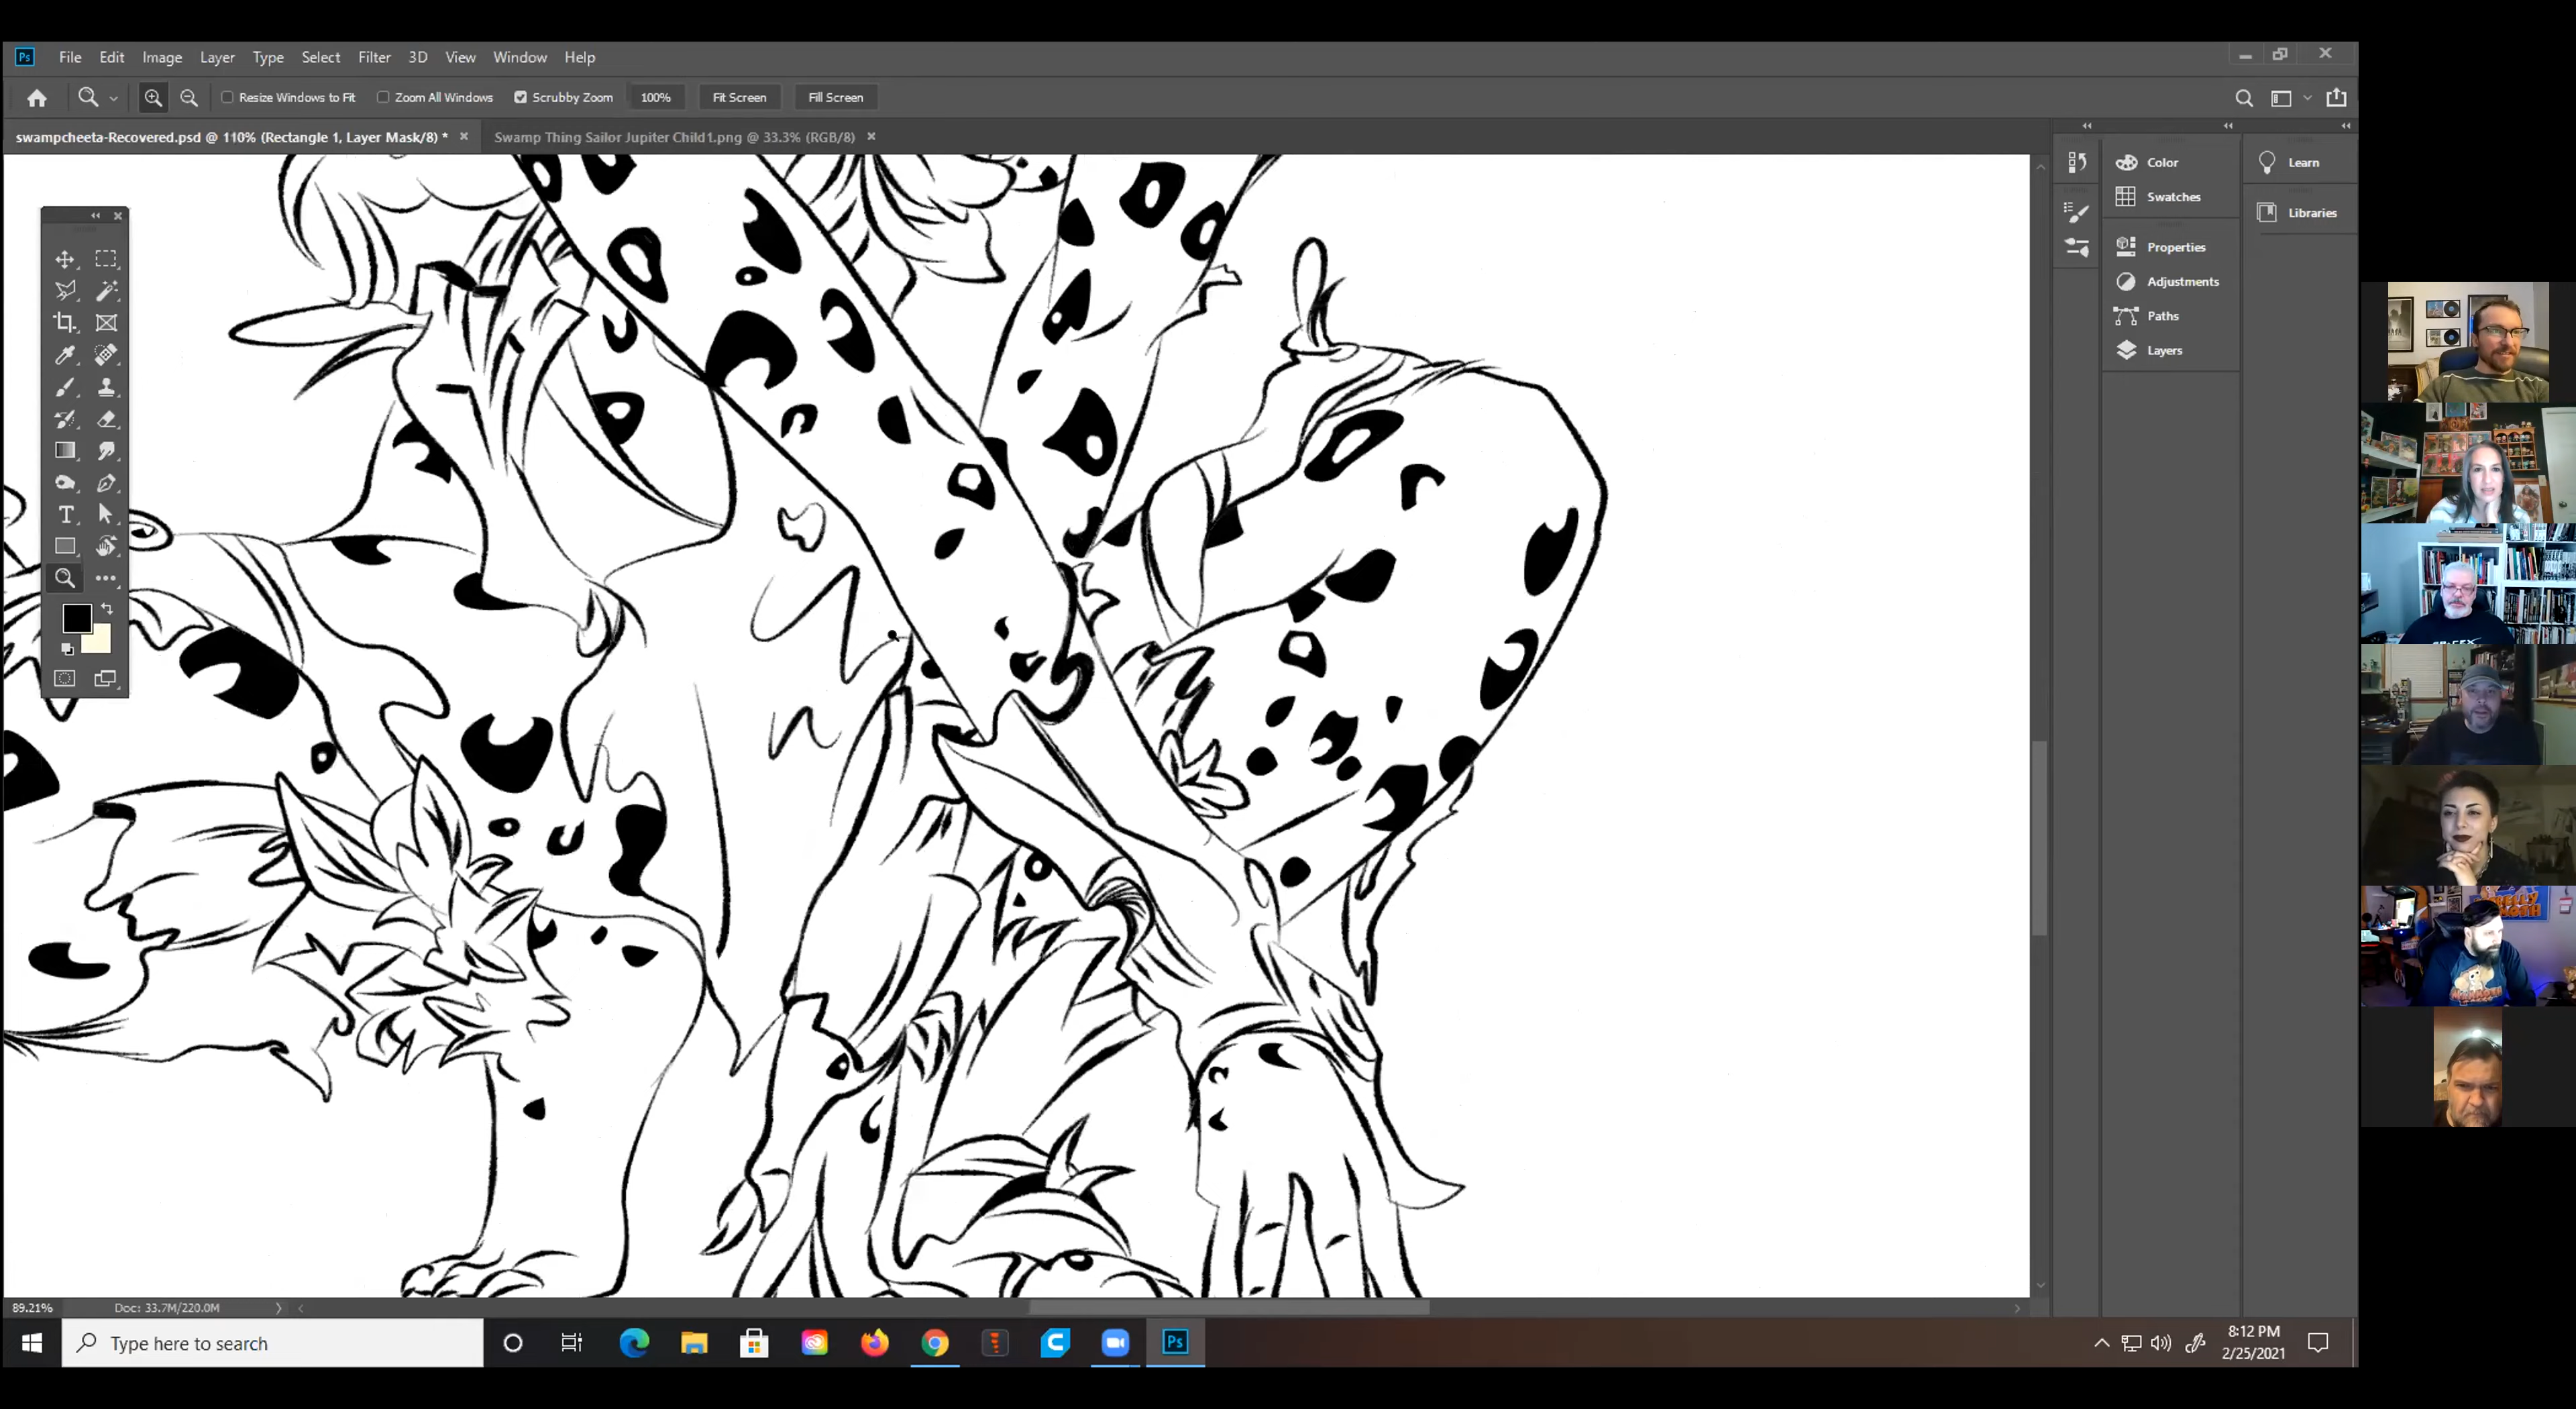 Ps File Edit Image Layer Type Select Filter 3D View Window Help
Resize Windows to Fit Zoom All Windows Scrubby Zoom 100% Fit Screen Fill Screen
swampcheeta-Recovered.psd @ 110% (Rectangle 1, Layer Mask/8) * Swamp Thing Sailor Jupiter Child1.png @ 33.3% (RGB/8)
Color
Swatches
Properties
Adjustments
Paths
Layers
Learn
Libraries
T
89.21% Doc: 33.7M/220.0M
Type here to search
Ps
8:12 PM
2/25/2021